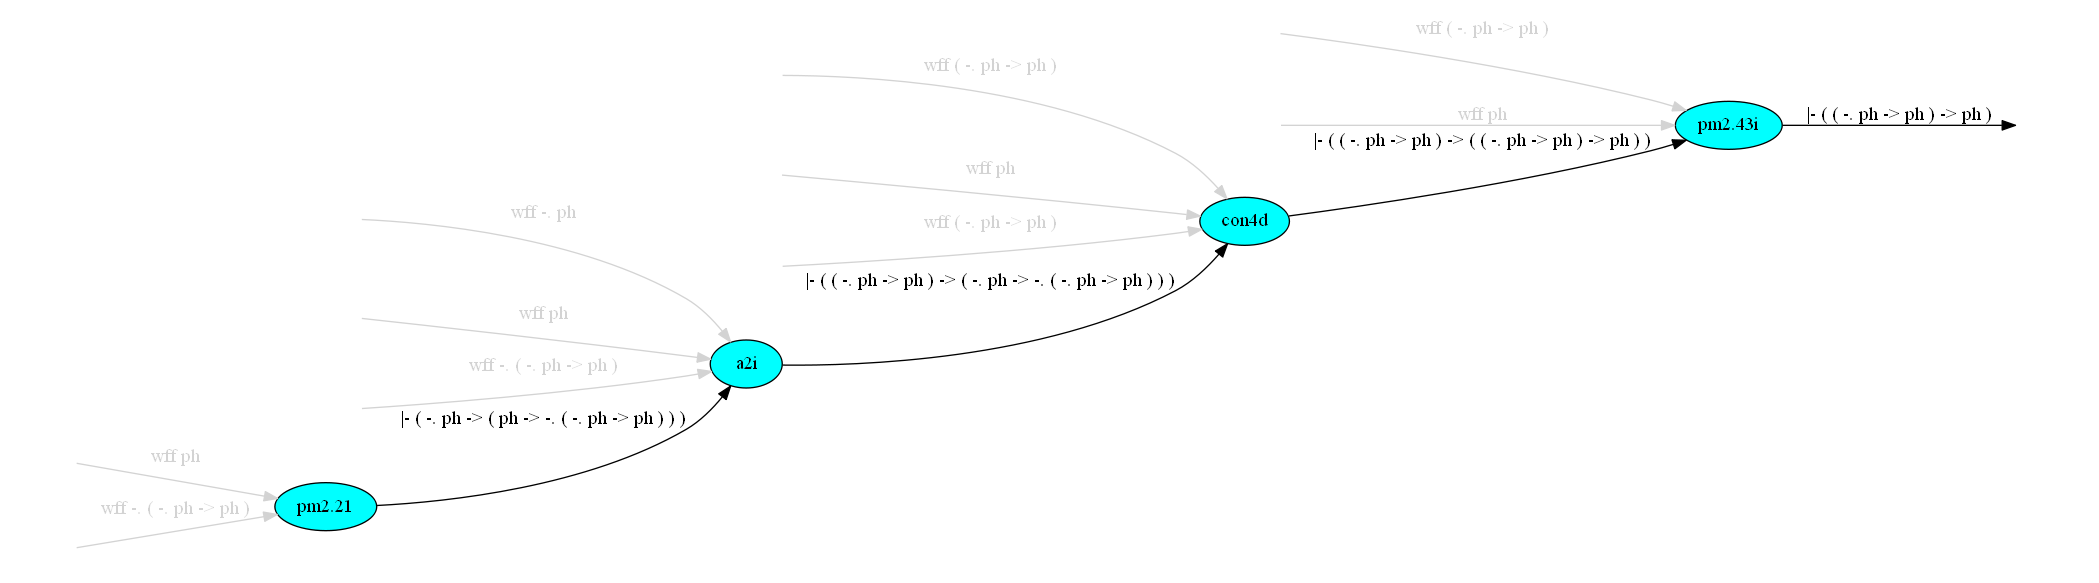 wff ( -. ph -> ph )
wff ( -. ph -> ph )
wff ph
pm2.43i
|- ( ( -. ph -> ph ) -> ph )
|- ( ( -. ph -> ph ) -> ( ( -. ph -> ph ) -> ph ) )
wff ph
wff -. ph
wff ( -. ph -> ph )
con4d
|- ( ( -. ph -> ph ) -> ( -. ph -> -. ( -. ph -> ph ) ) )
wff ph
wff -. ( -. ph -> ph )
a2i
|- ( -. ph -> ( ph -> -. ( -. ph -> ph ) ) )
wff ph
wff -. ( -. ph -> ph )
pm2.21